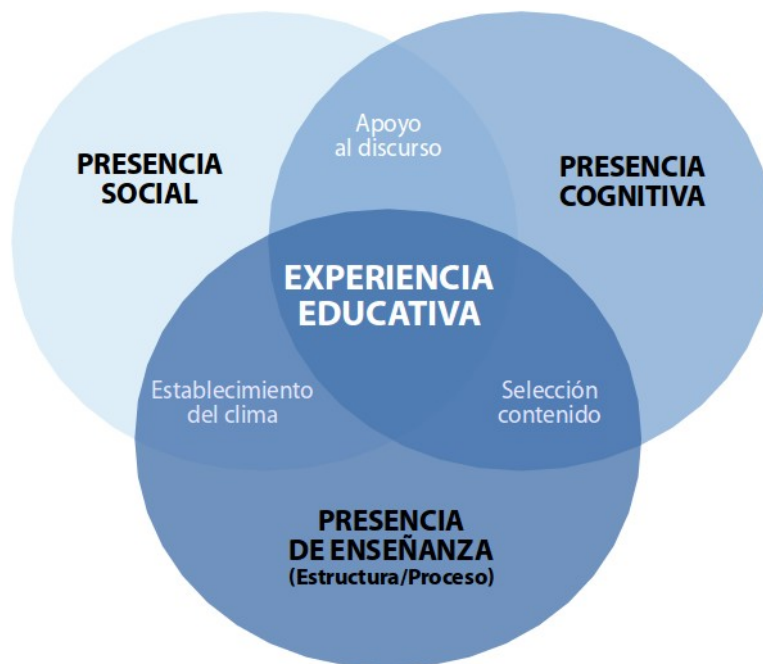 Apoyo
al discurso
PRESENCIA
SOCIAL
PRESENCIA
COGNITIVA
EXPERIENCIA
EDUCATIVA
Establecimiento
del clima
Selección
contenido
PRESENCIA
DE ENSEÑANZA
(Estructura/Proceso)